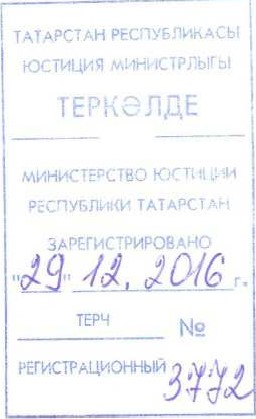 ТАТАРСТАН РЕСПУБЛИКАСЫ
ЮСТИЦИЯ МИНИСТРЛЫГЫ
ТЕРКӘЛДЕ
МИНИСТЕРСТВО ЮСТИЦИИ
РЕСПУБЛИКИ ТАТАРСТАН
ЗАРЕГИСТРИРОВАНО
"29" 12. 2016 г.
ТЕРЧ №
РЕГИСТРАЦИОННЫЙ 3772